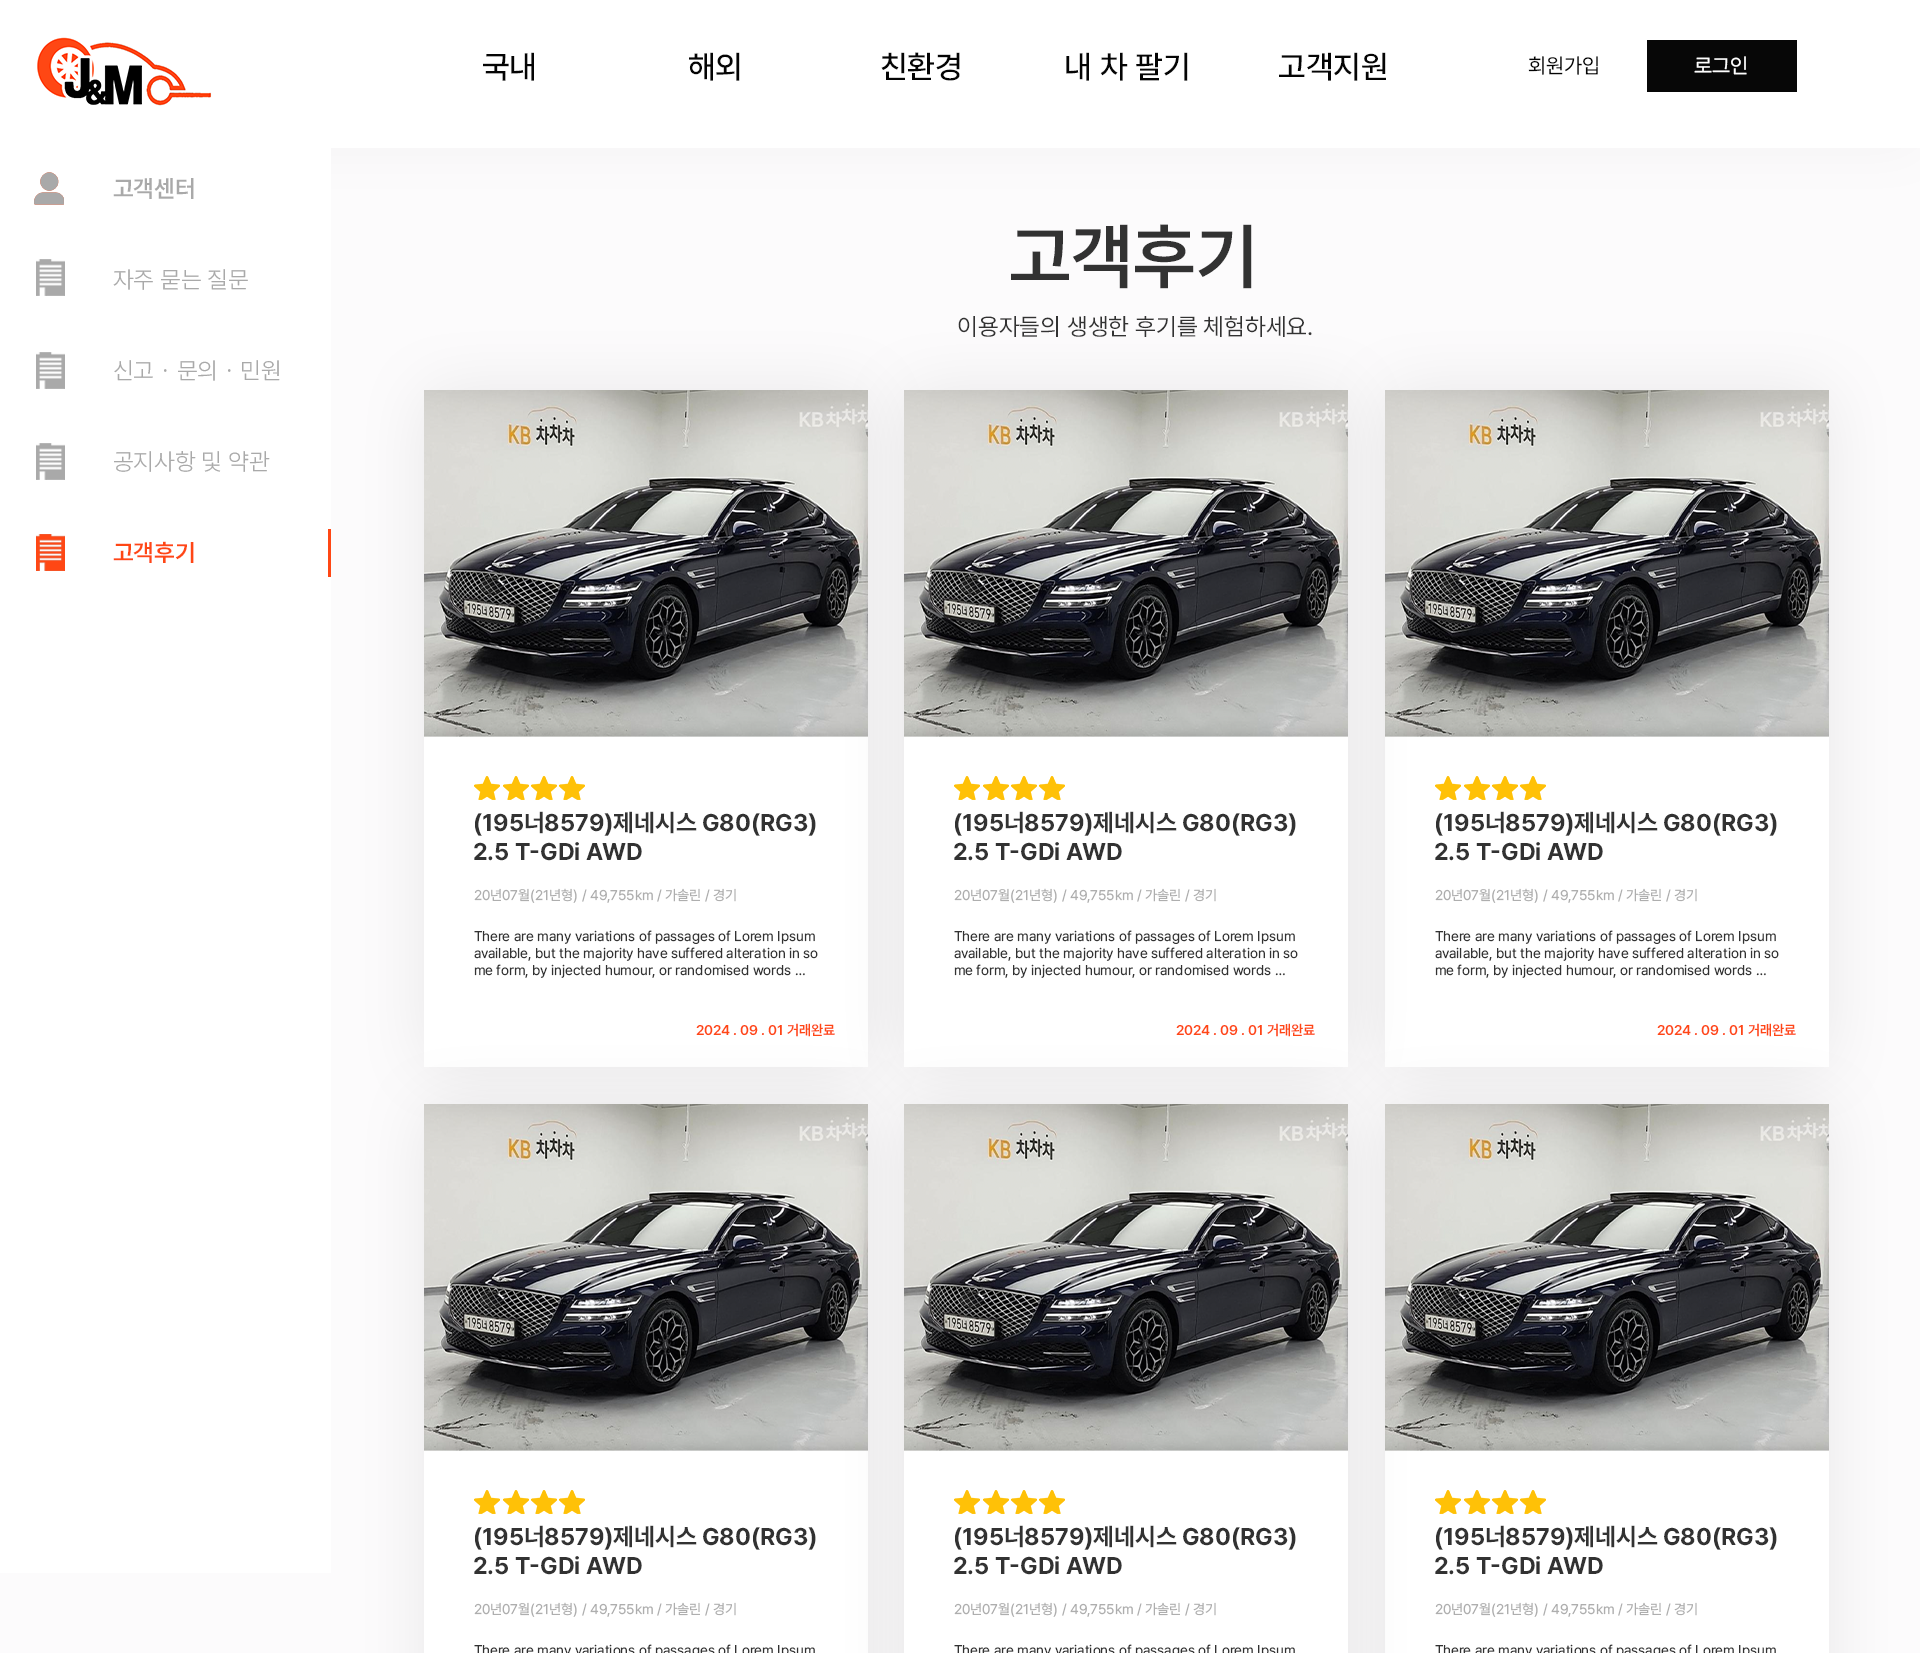 J&M
국내
해외
친환경
내 차 팔기
고객지원
회원가입
로그인
고객센터
자주 묻는 질문
신고 · 문의 · 민원
공지사항 및 약관
고객후기
고객후기
이용자들의 생생한 후기를 체험하세요.
KB 차차차
KB차차차
195너8579
(195너8579)제네시스 G80(RG3)
2.5 T-GDi AWD
20년07월(21년형) / 49,755km / 가솔린 / 경기
There are many variations of passages of Lorem Ipsum
available, but the majority have suffered alteration in so
me form, by injected humour, or randomised words ...
2024 . 09 . 01 거래완료
KB 차차차
KB차차차
195너8579
(195너8579)제네시스 G80(RG3)
2.5 T-GDi AWD
20년07월(21년형) / 49,755km / 가솔린 / 경기
There are many variations of passages of Lorem Ipsum
available, but the majority have suffered alteration in so
me form, by injected humour, or randomised words ...
2024 . 09 . 01 거래완료
KB 차차차
KB차차차
195너8579
(195너8579)제네시스 G80(RG3)
2.5 T-GDi AWD
20년07월(21년형) / 49,755km / 가솔린 / 경기
There are many variations of passages of Lorem Ipsum
available, but the majority have suffered alteration in so
me form, by injected humour, or randomised words ...
2024 . 09 . 01 거래완료
KB 차차차
KB차차차
195너8579
(195너8579)제네시스 G80(RG3)
2.5 T-GDi AWD
20년07월(21년형) / 49,755km / 가솔린 / 경기
There are many variations of passages of Lorem Ipsum
KB 차차차
KB차차차
195너8579
(195너8579)제네시스 G80(RG3)
2.5 T-GDi AWD
20년07월(21년형) / 49,755km / 가솔린 / 경기
There are many variations of passages of Lorem Ipsum
KB 차차차
KB차차차
195너8579
(195너8579)제네시스 G80(RG3)
2.5 T-GDi AWD
20년07월(21년형) / 49,755km / 가솔린 / 경기
There are many variations of passages of Lorem Ipsum